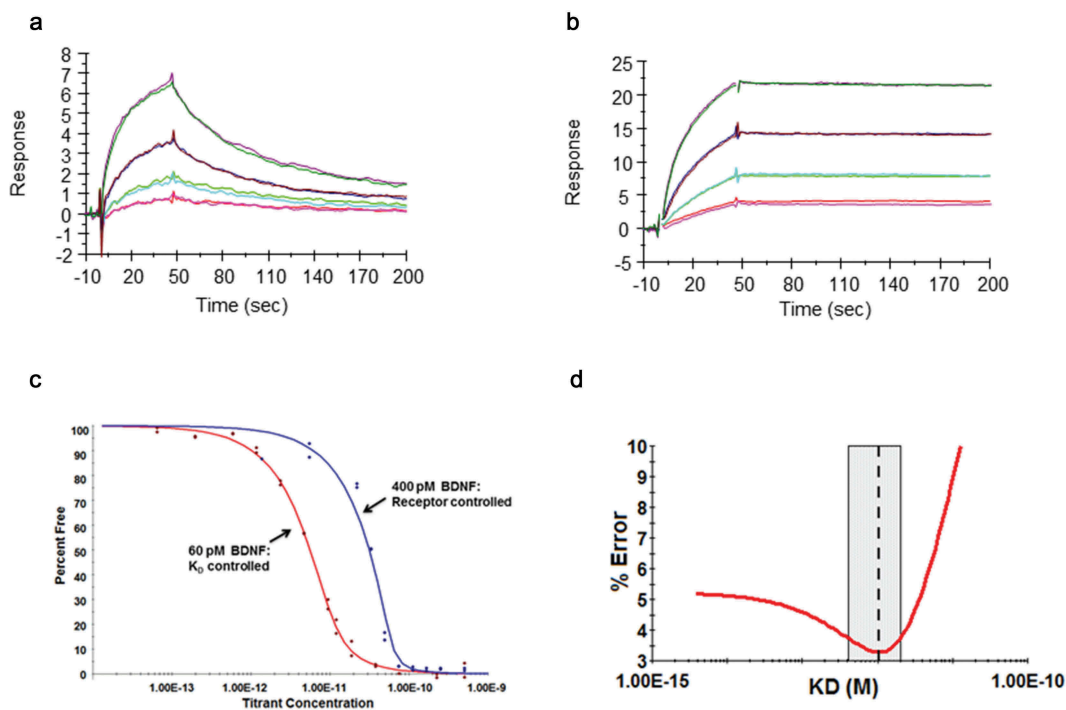 a
8
7
6
5
4
3
2
1
0
-1
-2
Response
-10 20 50 80 110 140 170 200
Time (sec)
b
25
20
15
10
5
0
-5
Response
-10 20 50 80 110 140 170 200
Time (sec)
c
100
90
80
70
60
50
40
30
20
10
0
Percent Free
400 pM BDNF:
Receptor controlled
60 pM BDNF:
KD controlled
1.00E-13 1.00E-12 1.00E-11 1.00E-10 1.00E-9
Titrant Concentration
d
10
9
8
7
6
5
4
3
% Error
1.00E-15 1.00E-10
KD (M)